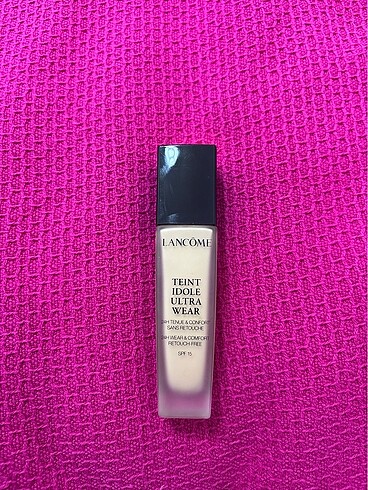 LANCÔME
TEINT
IDOLE
ULTRA
WEAR
24H TENUE & CONFORT
SANS RETOUCHE
24H WEAR & COMFORT
RETOUCH FREE
SPF 15